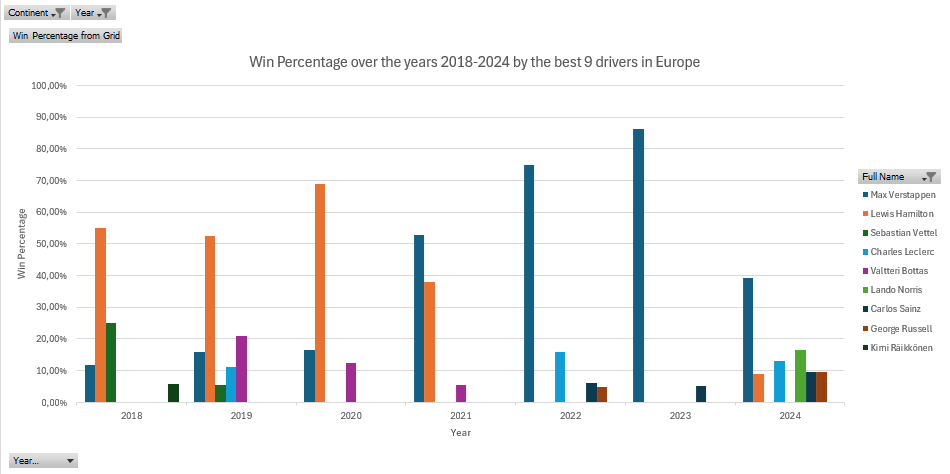 Continent Year
Win Percentage from Grid
Win Percentage over the years 2018-2024 by the best 9 drivers in Europe
100,00%
90,00%
80,00%
70,00%
60,00%
50,00%
40,00%
30,00%
20,00%
10,00%
0,00%
Win Percentage
2018 2019 2020 2021 2022 2023 2024
Year
Full Name
Max Verstappen
Lewis Hamilton
Sebastian Vettel
Charles Leclerc
Valtteri Bottas
Lando Norris
Carlos Sainz
George Russell
Kimi Räikkönen
Year...